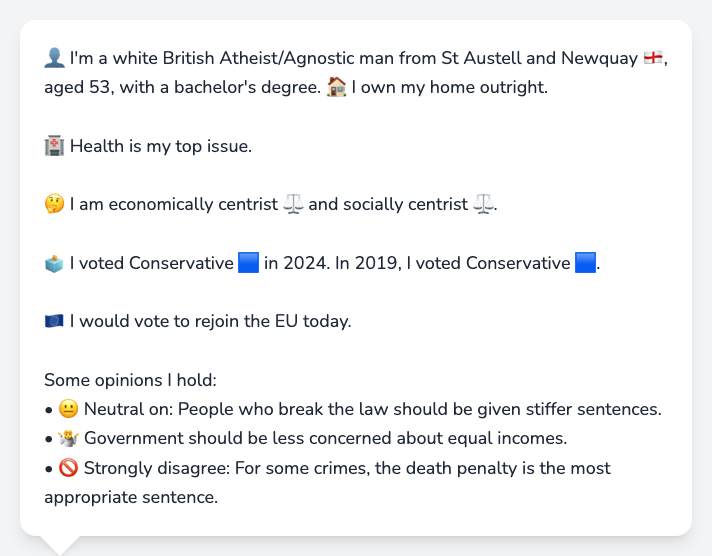 👤 I'm a white British Atheist/Agnostic man from St Austell and Newquay 🏴󠁧󠁢󠁥󠁮󠁧󠁿,
aged 53, with a bachelor's degree. 🏠 I own my home outright.
🏥 Health is my top issue.
🤔 I am economically centrist ⚖️ and socially centrist ⚖️.
🗳️ I voted Conservative 🟦 in 2024. In 2019, I voted Conservative 🟦.
🇪🇺 I would vote to rejoin the EU today.
Some opinions I hold:
• 😐 Neutral on: People who break the law should be given stiffer sentences.
• 🤷 Government should be less concerned about equal incomes.
• 🚫 Strongly disagree: For some crimes, the death penalty is the most
appropriate sentence.